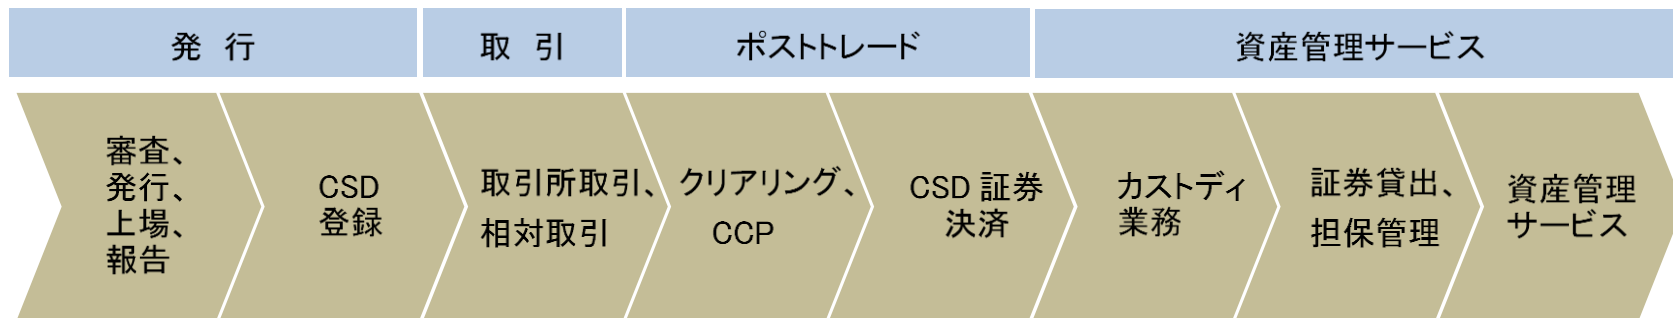 発　行
取　引
ポストトレード
資産管理サービス
審査、
発行、
上場、
報告
CSD
登録
取引所取引、
相対取引
クリアリング、
CCP
CSD 証券
決済
カストディ
業務
証券貸出、
担保管理
資産管理
サービス